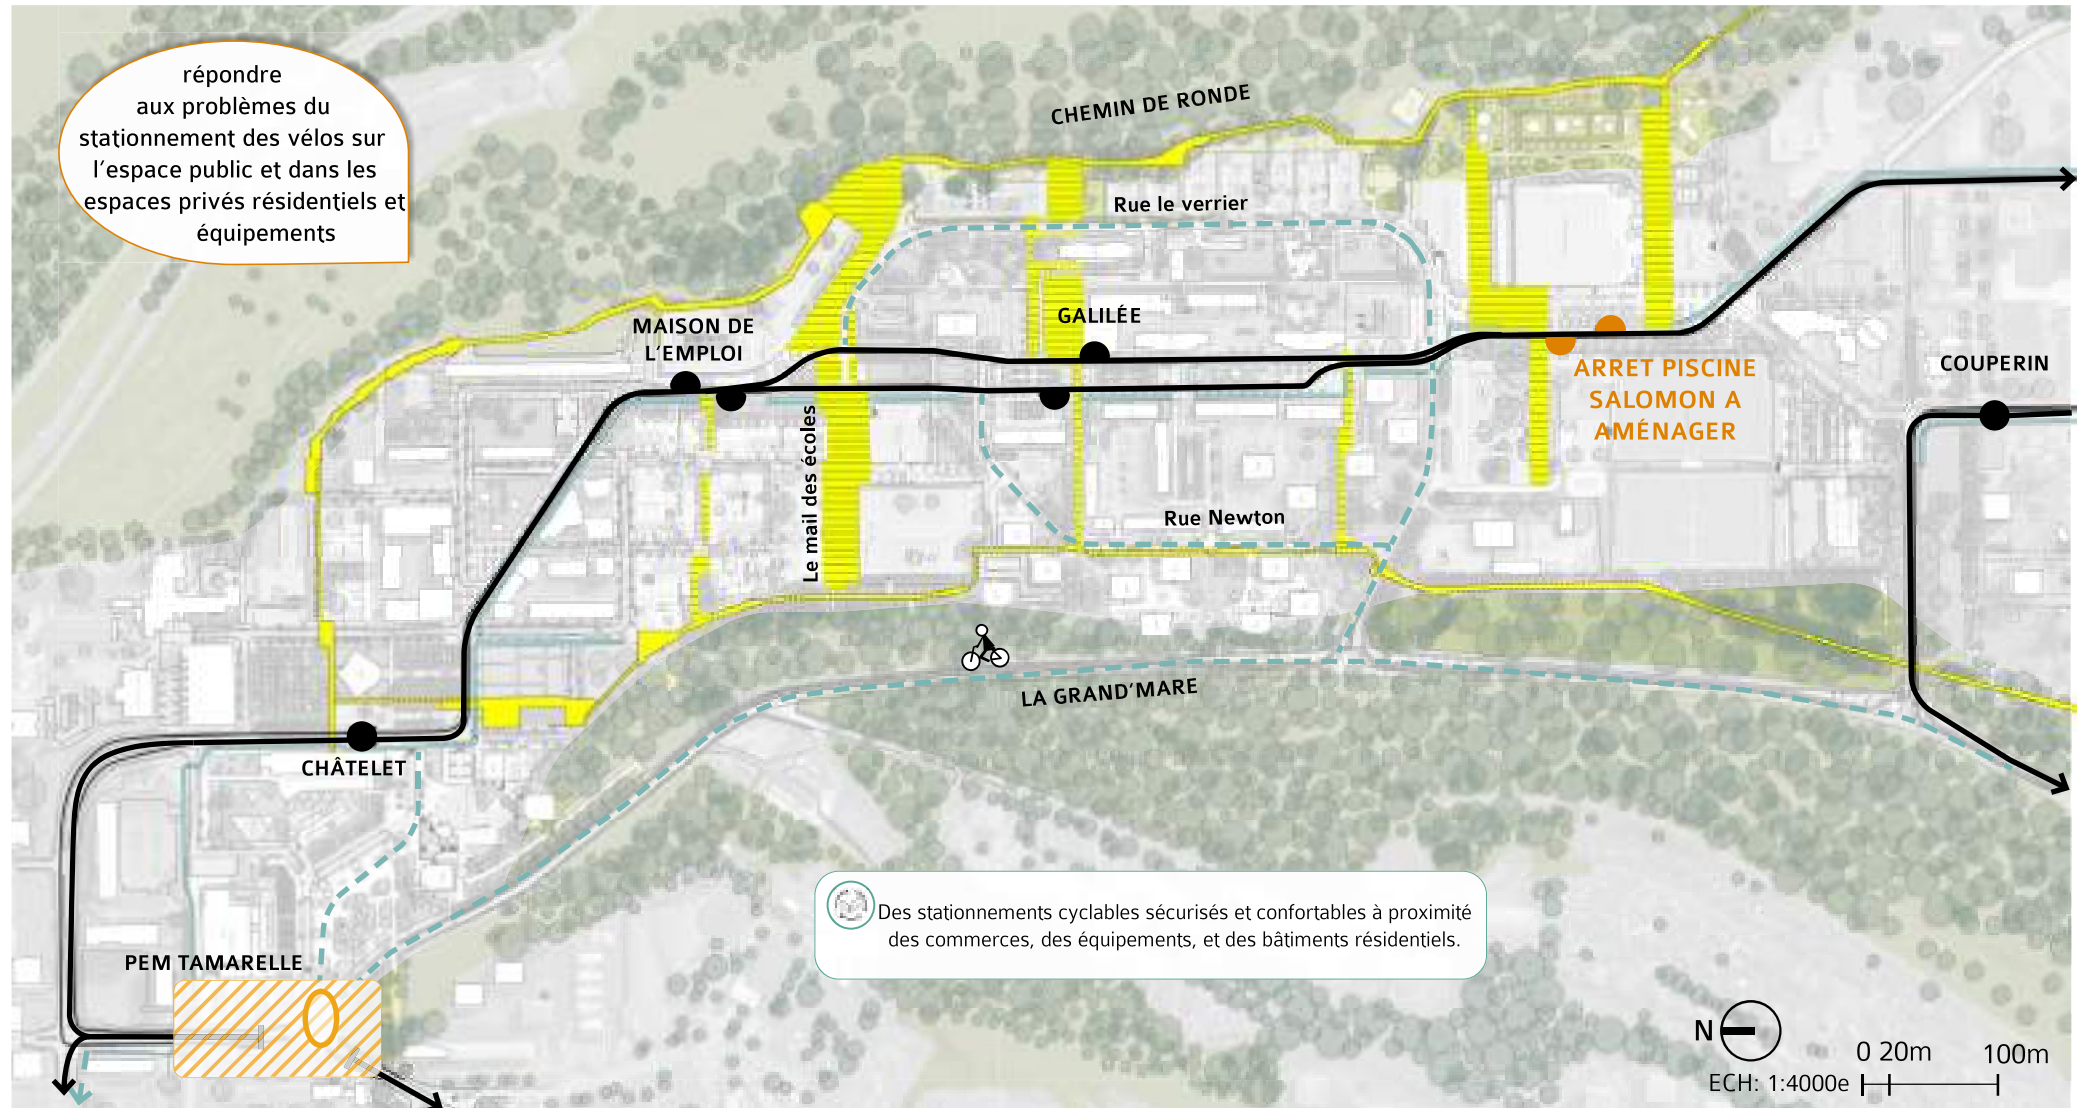 répondre
aux problèmes du
stationnement des vélos sur
l'espace public et dans les
espaces privés résidentiels et
équipements
CHEMIN DE RONDE
Rue le verrier
MAISON DE
L'EMPLOI
GALILÉE
ARRET PISCINE
SALOMON A
AMÉNAGER
COUPERIN
Le mail des écoles
Rue Newton
LA GRAND'MARE
CHÂTELET
Des stationnements cyclables sécurisés et confortables à proximité
des commerces, des équipements, et des bâtiments résidentiels.
PEM TAMARELLE
N
0 20m 100m
ECH: 1:4000e